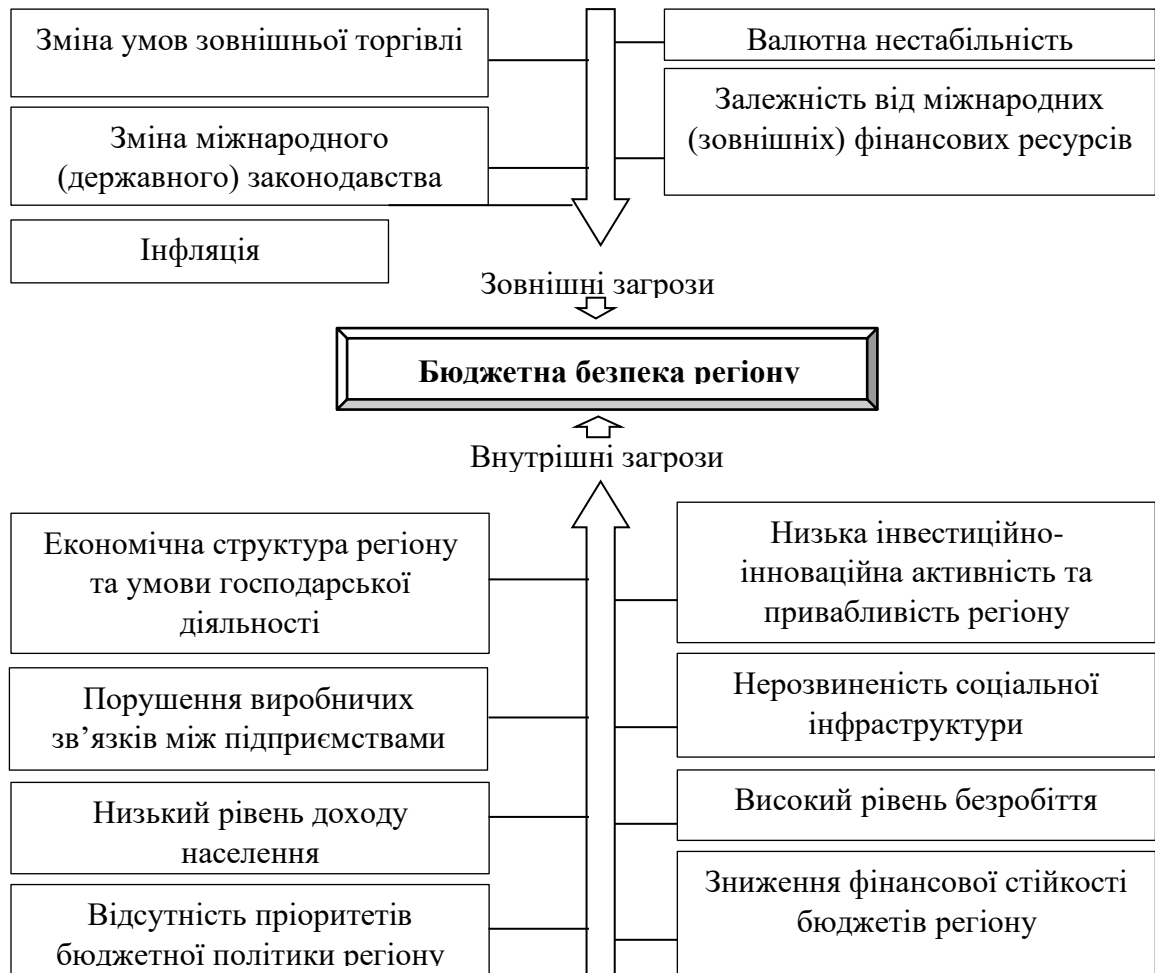 Зміна умов зовнішньої торгівлі
Валютна нестабільність
Зміна міжнародного
(державного) законодавства
Залежність від міжнародних
(зовнішніх) фінансових ресурсів
Інфляція
Зовнішні загрози
Бюджетна безпека регіону
Внутрішні загрози
Економічна структура регіону
та умови господарської
діяльності
Низька інвестиційно-
інноваційна активність та
привабливість регіону
Порушення виробничих
зв’язків між підприємствами
Нерозвиненість соціальної
інфраструктури
Низький рівень доходу
населення
Високий рівень безробіття
Відсутність пріоритетів
бюджетної політики регіону
Зниження фінансової стійкості
бюджетів регіону